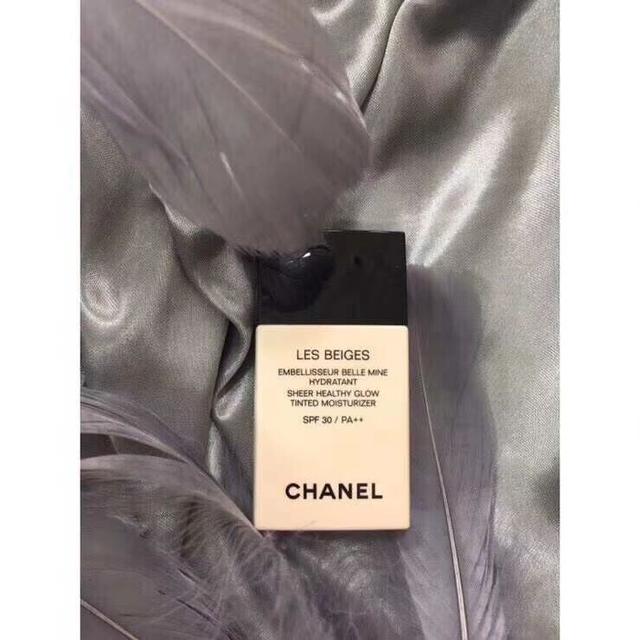 LES BEIGES
EMBELLISSEUR BELLE MINE
HYDRATANT
SHEER HEALTHY GLOW
TINTED MOISTURIZER
SPF 30 / PA++
CHANEL